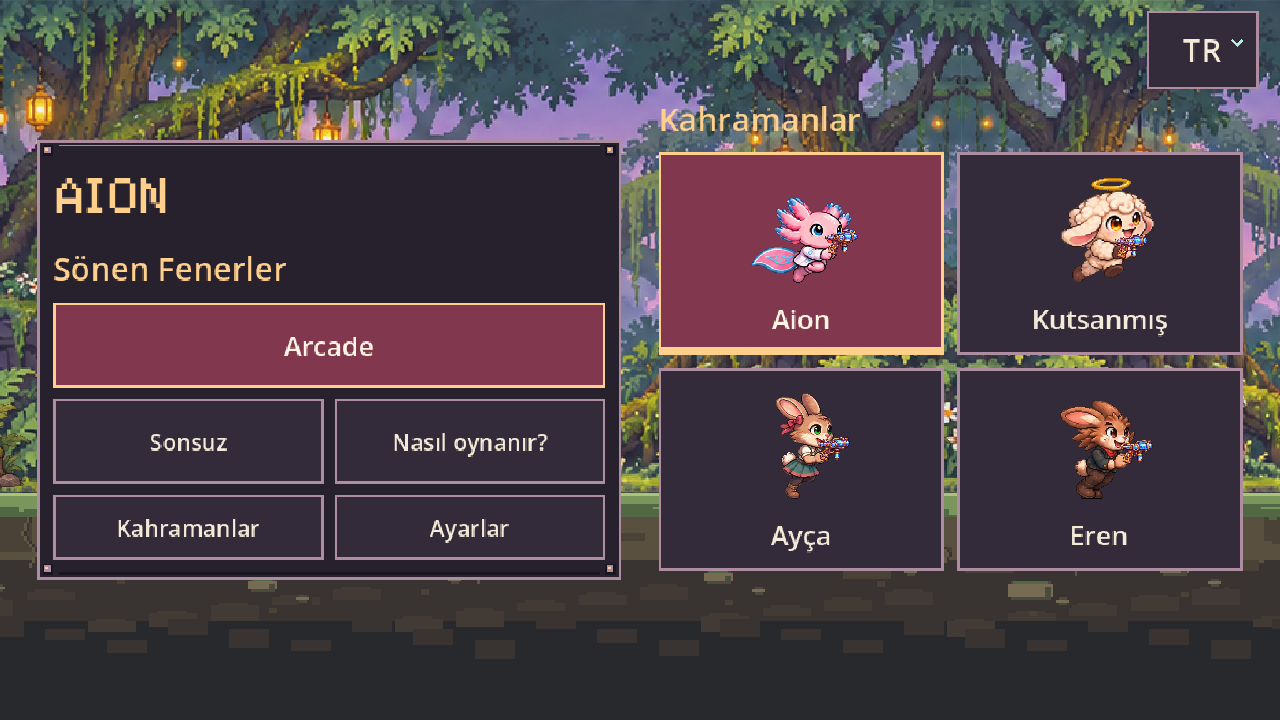 TR
Kahramanlar
AION
Sönen Fenerler
Arcade
Sonsuz
Nasıl oynanır?
Kahramanlar
Ayarlar
Aion
Kutsanmış
Ayça
Eren